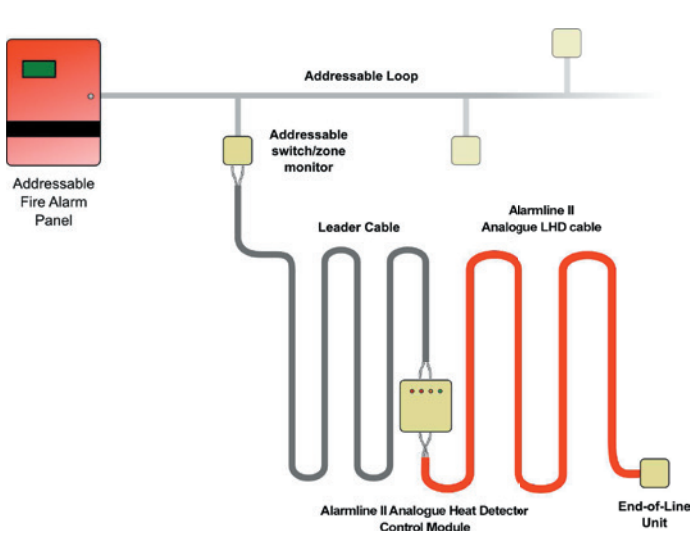 Addressable Loop
Addressable
switch/zone
monitor
Addressable
Fire Alarm
Panel
Leader Cable
Alarmline II
Analogue LHD cable
Alarmline II Analogue Heat Detector
Control Module
End-of-Line
Unit